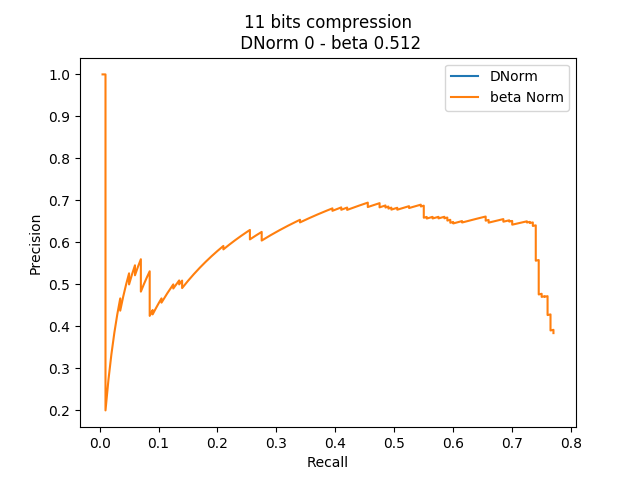 11 bits compression
DNorm 0 - beta 0.512
DNorm
beta Norm
1.0
0.9
0.8
0.7
0.6
0.5
0.4
0.3
0.2
Precision
0.0 0.1 0.2 0.3 0.4 0.5 0.6 0.7 0.8
Recall